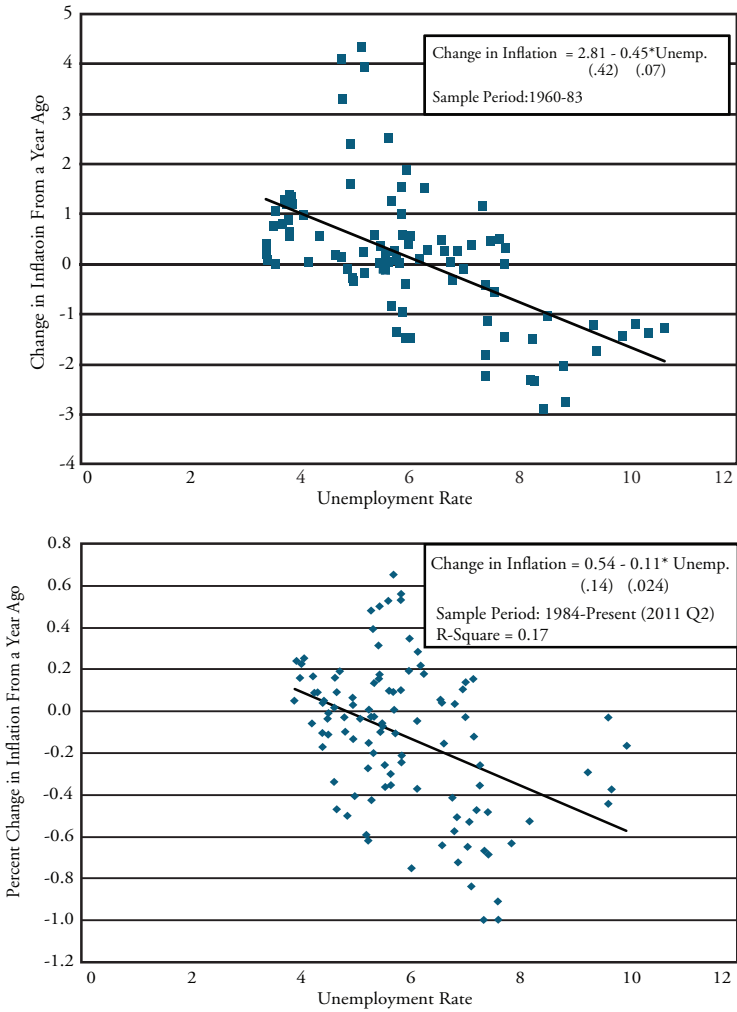 5
4
3
2
1
0
-1
-2
-3
-4
Change in Inflatoin From a Year Ago
Change in Inflation = 2.81 - 0.45*Unemp.
(.42) (.07)
Sample Period:1960-83
0 2 4 6 8 10 12
Unemployment Rate
0.8
0.6
0.4
0.2
0.0
-0.2
-0.4
-0.6
-0.8
-1.0
-1.2
Percent Change in Inflation From a Year Ago
Change in Inflation = 0.54 - 0.11* Unemp.
(.14) (.024)
Sample Period: 1984-Present (2011 Q2)
R-Square = 0.17
0 2 4 6 8 10 12
Unemployment Rate